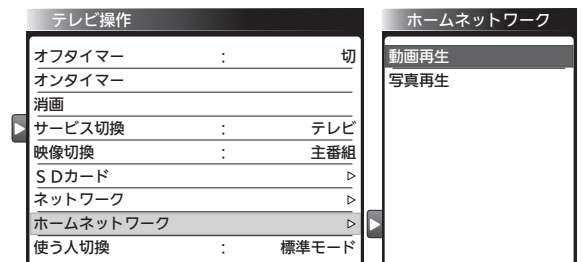 テレビ操作
オフタイマー : 切
オンタイマー
消画
サービス切換 : テレビ
映像切換 : 主番組
ＳＤカード ▷
ネットワーク ▷
ホームネットワーク ▷
使う人切換 : 標準モード
ホームネットワーク
動画再生
写真再生